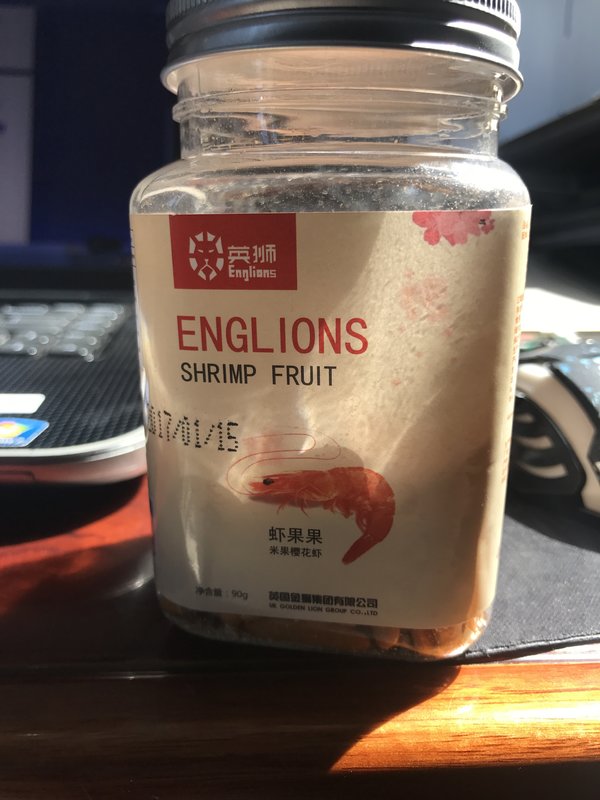 英狮
Englions
ENGLIONS
SHRIMP FRUIT
2017/01/15
虾果果
米果樱花虾
净含量：90g
英国金狮集团有限公司
UK GOLDEN LION GROUP CO.,LTD